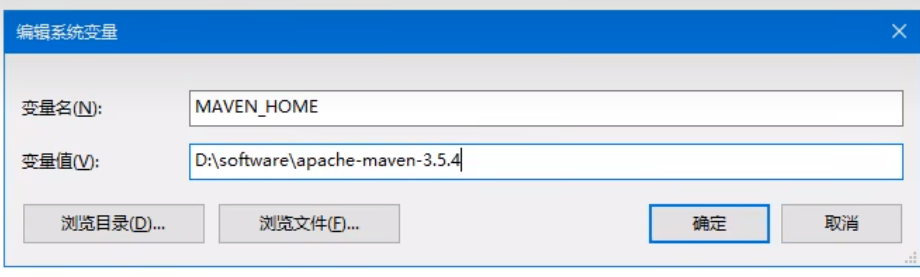 编辑系统变量
变量名(N): MAVEN_HOME
变量值(V): D:\software\apache-maven-3.5.4
浏览目录(D)... 浏览文件(F)... 确定 取消